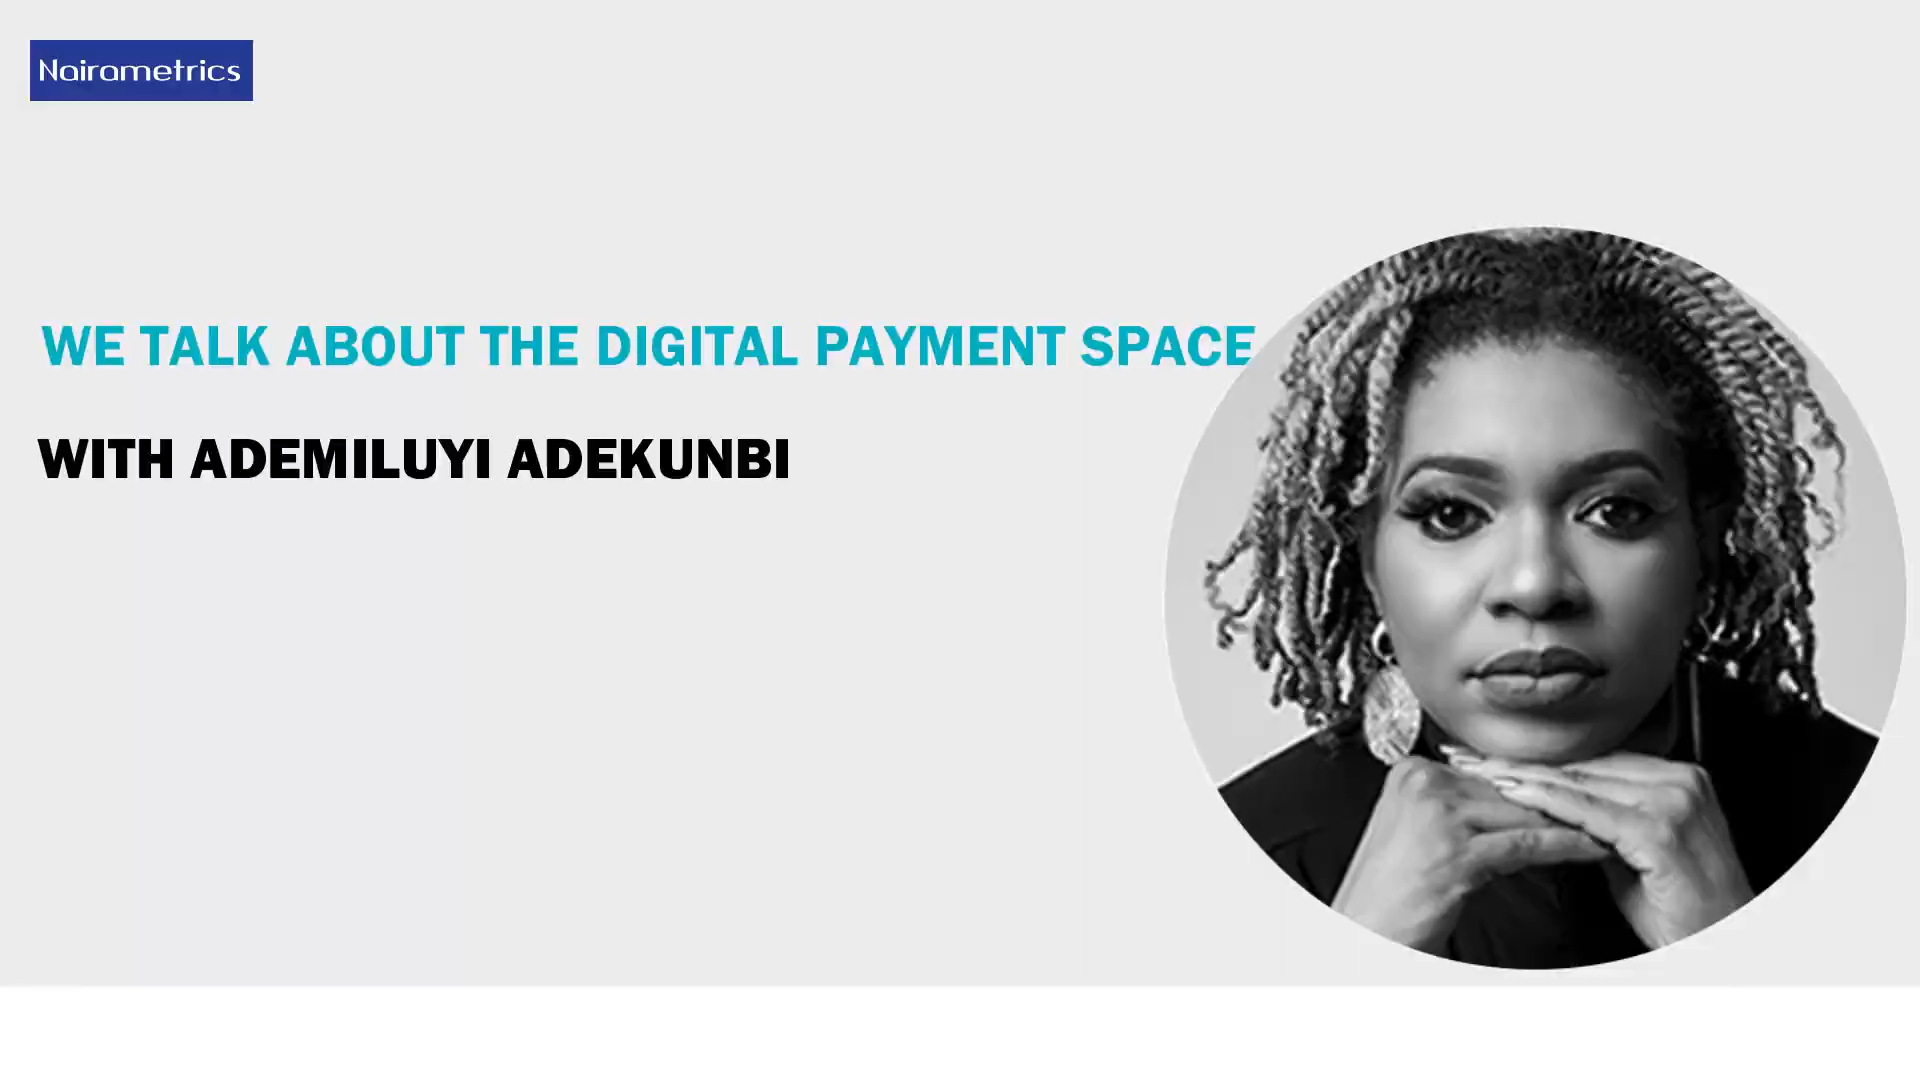 Nairametrics
WE TALK ABOUT THE DIGITAL PAYMENT SPACE
WITH ADEMILUYI ADEKUNBI